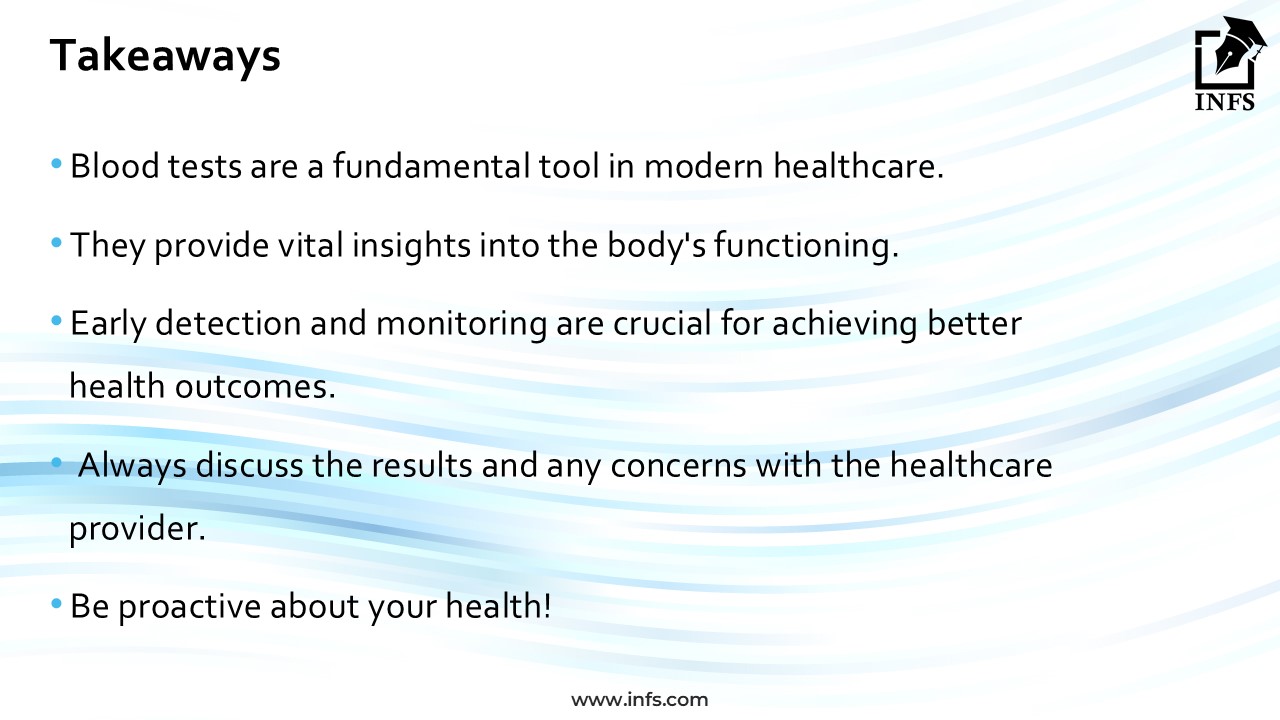 Takeaways
INFS
• Blood tests are a fundamental tool in modern healthcare.
• They provide vital insights into the body's functioning.
• Early detection and monitoring are crucial for achieving better
health outcomes.
• Always discuss the results and any concerns with the healthcare
provider.
• Be proactive about your health!
www.infs.com